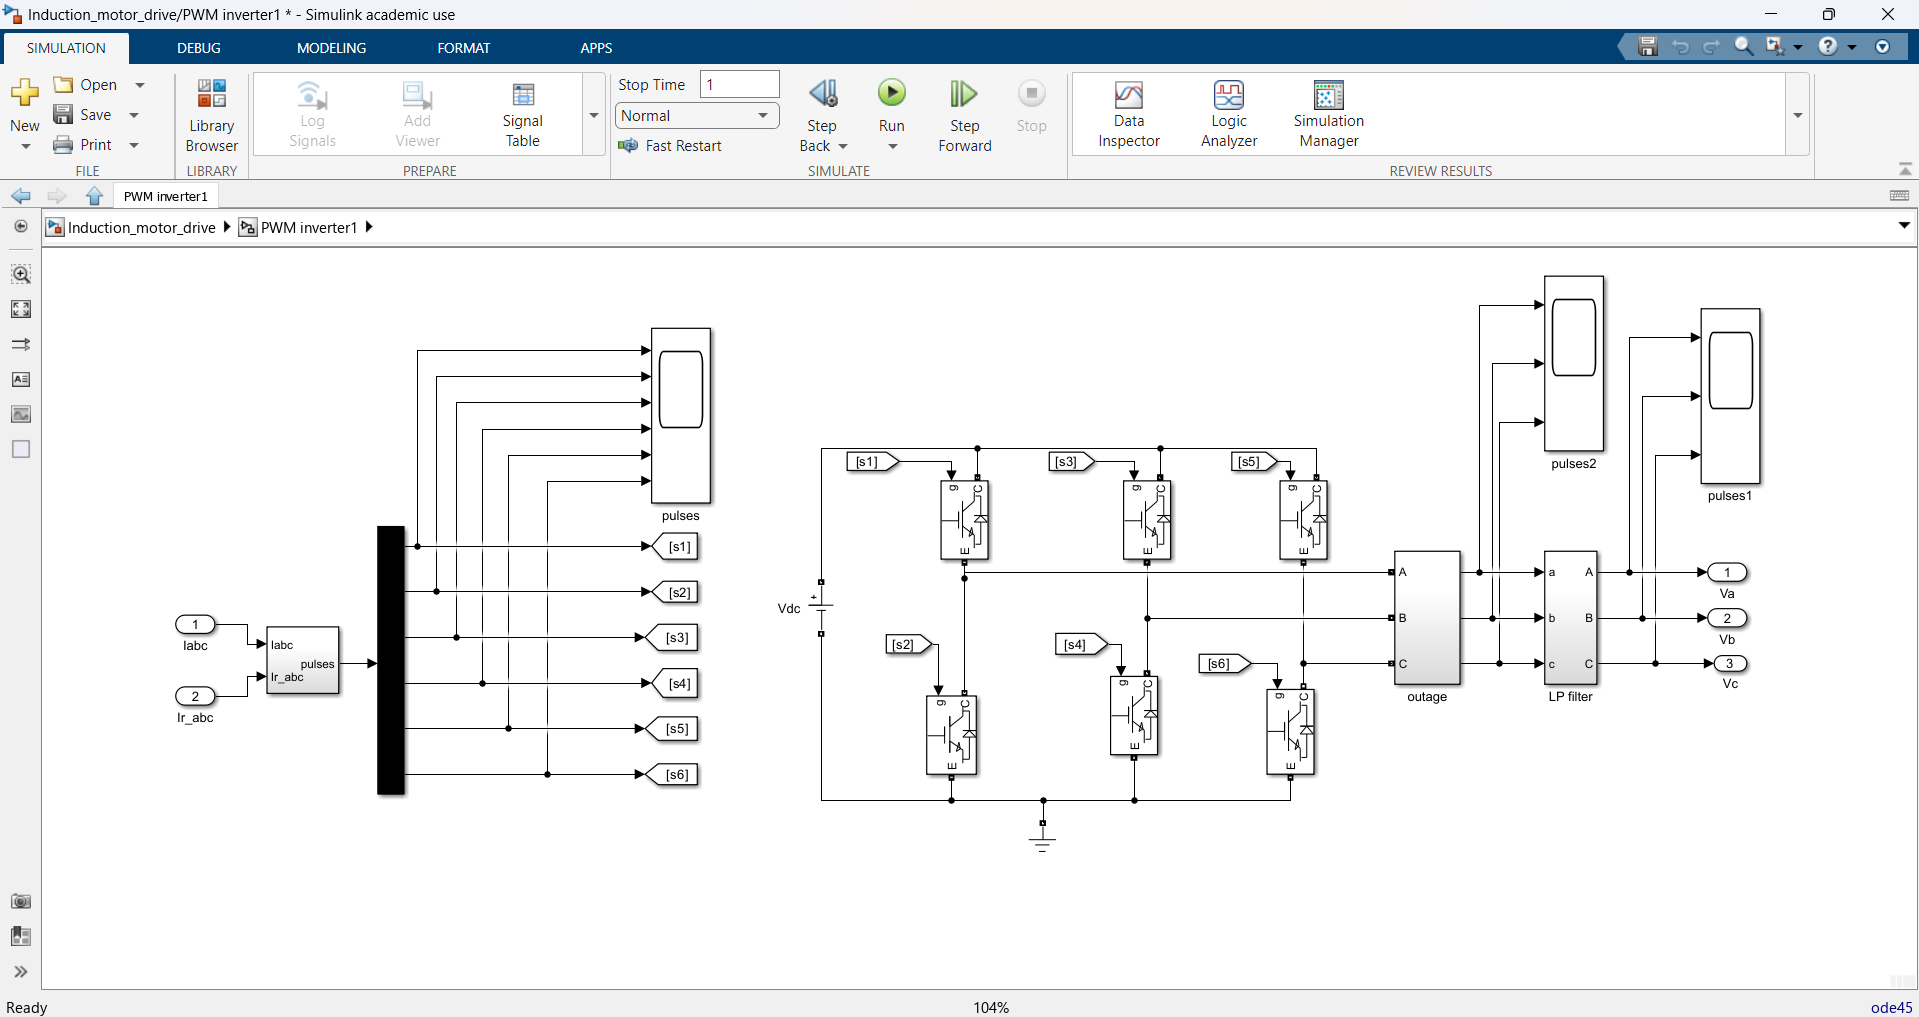 Induction_motor_drive/PWM inverter1 * - Simulink academic use
SIMULATION DEBUG MODELING FORMAT APPS
New
Open
Save
Print
FILE
Library
Browser
LIBRARY
Log
Signals
Add
Viewer
Signal
Table
PREPARE
Stop Time 1
Normal
Fast Restart
Step
Back
Run
Step
Forward
Stop
SIMULATE
Data
Inspector
Logic
Analyzer
Simulation
Manager
REVIEW RESULTS
PWM inverter1
Induction_motor_drive PWM inverter1
1
Iabc
2
Ir_abc
Iabc
Ir_abc
pulses
pulses
[s1]
[s2]
[s3]
[s4]
[s5]
[s6]
Vdc
+
[s1]
g C
E
[s3]
g C
E
[s5]
g C
E
[s2]
g C
E
[s4]
g C
E
[s6]
g C
E
A
B
C
outage
a A
b B
c C
LP filter
pulses2
pulses1
1
Va
2
Vb
3
Vc
Ready 104% ode45